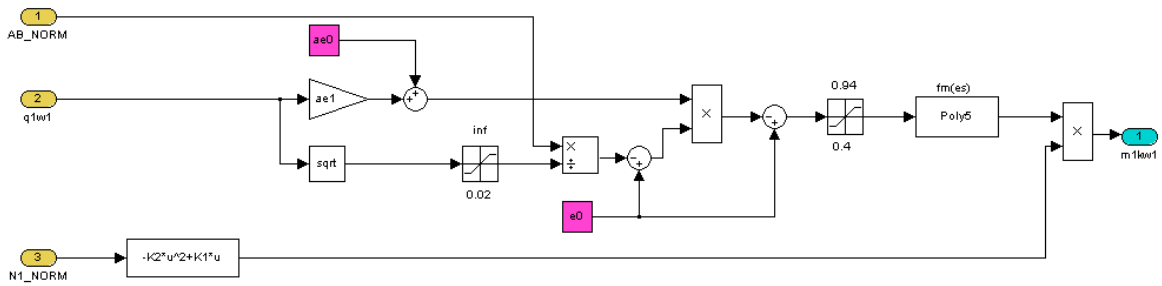 1
AB_NORM
ae0
2
q1w1
ae1
+
+
sqrt
inf
0.02
×
÷
-
+
e0
×
-
+
0.94
0.4
fm(es)
Poly5
×
1
m1kw1
3
N1_NORM
-K2*u^2+K1*u